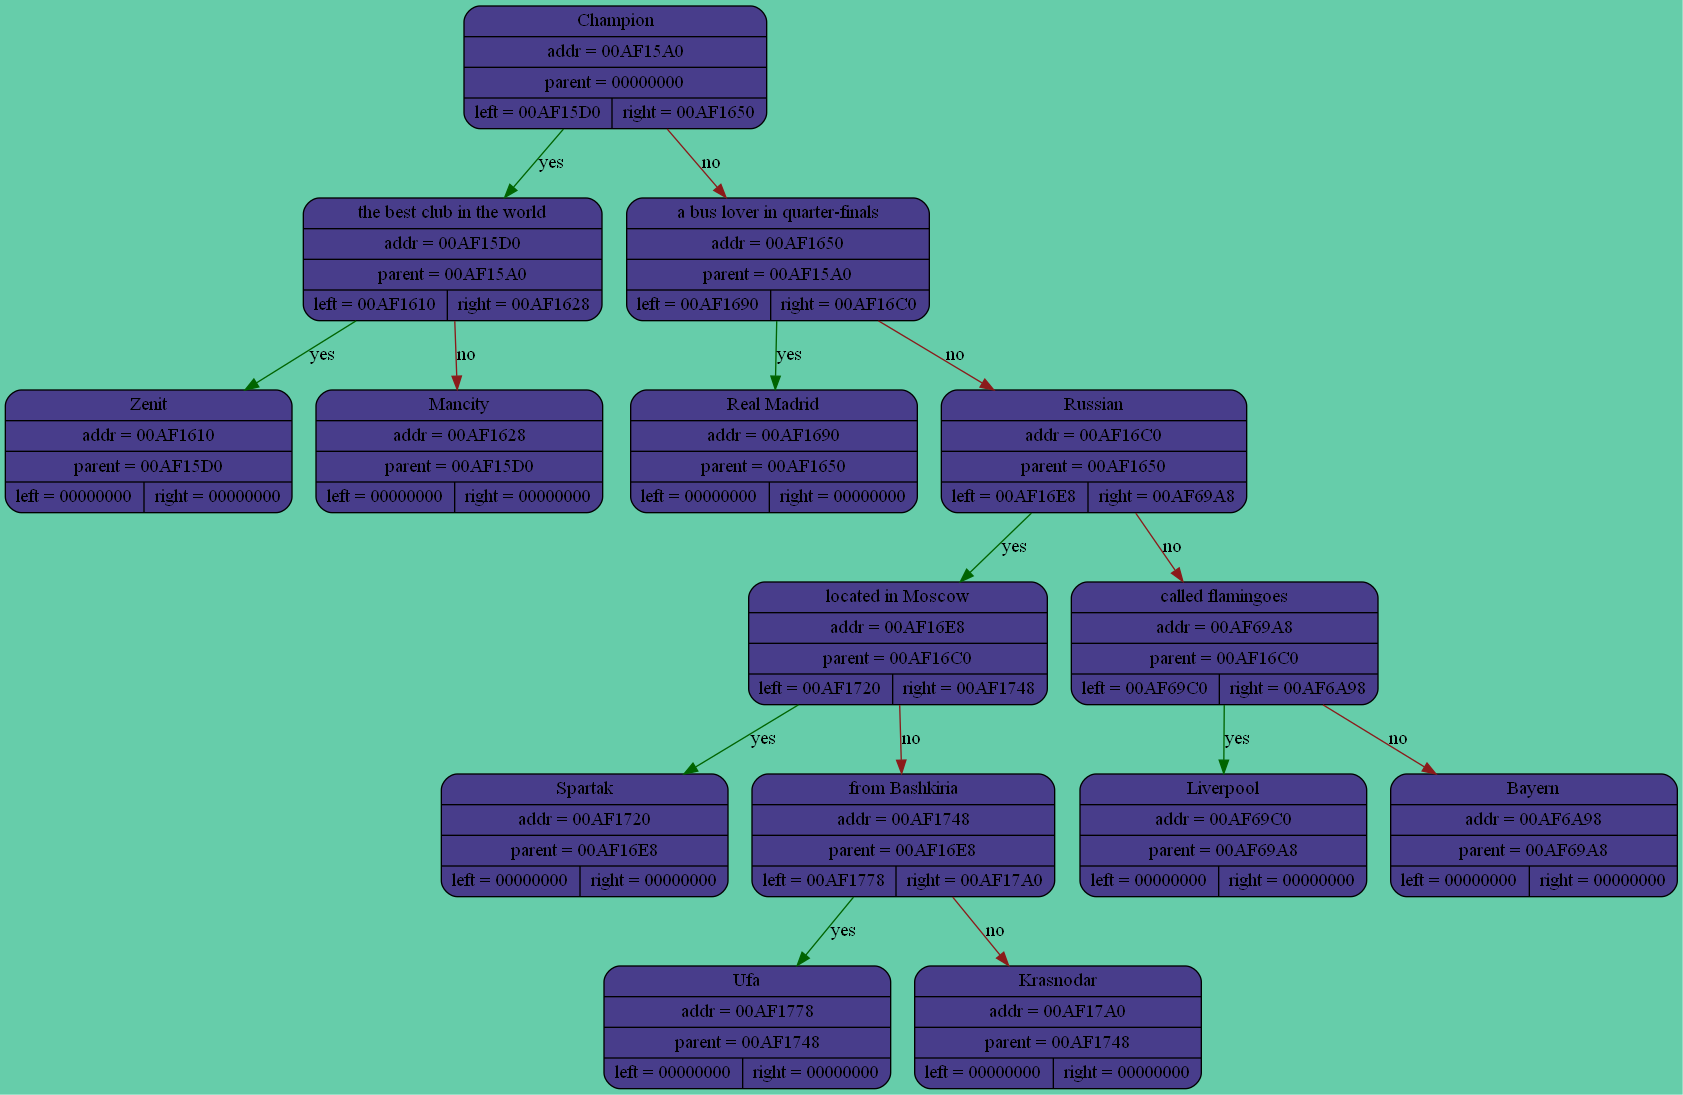 Champion
addr = 00AF15A0
parent = 00000000
left = 00AF15D0 right = 00AF1650
yes no
the best club in the world
addr = 00AF15D0
parent = 00AF15A0
left = 00AF1610 right = 00AF1628
a bus lover in quarter-finals
addr = 00AF1650
parent = 00AF15A0
left = 00AF1690 right = 00AF16C0
yes no yes no
Zenit
addr = 00AF1610
parent = 00AF15D0
left = 00000000 right = 00000000
Mancity
addr = 00AF1628
parent = 00AF15D0
left = 00000000 right = 00000000
Real Madrid
addr = 00AF1690
parent = 00AF1650
left = 00000000 right = 00000000
Russian
addr = 00AF16C0
parent = 00AF1650
left = 00AF16E8 right = 00AF69A8
yes no
located in Moscow
addr = 00AF16E8
parent = 00AF16C0
left = 00AF1720 right = 00AF1748
called flamingoes
addr = 00AF69A8
parent = 00AF16C0
left = 00AF69C0 right = 00AF6A98
yes no yes no
Spartak
addr = 00AF1720
parent = 00AF16E8
left = 00000000 right = 00000000
from Bashkiria
addr = 00AF1748
parent = 00AF16E8
left = 00AF1778 right = 00AF17A0
Liverpool
addr = 00AF69C0
parent = 00AF69A8
left = 00000000 right = 00000000
Bayern
addr = 00AF6A98
parent = 00AF69A8
left = 00000000 right = 00000000
yes no
Ufa
addr = 00AF1778
parent = 00AF1748
left = 00000000 right = 00000000
Krasnodar
addr = 00AF17A0
parent = 00AF1748
left = 00000000 right = 00000000